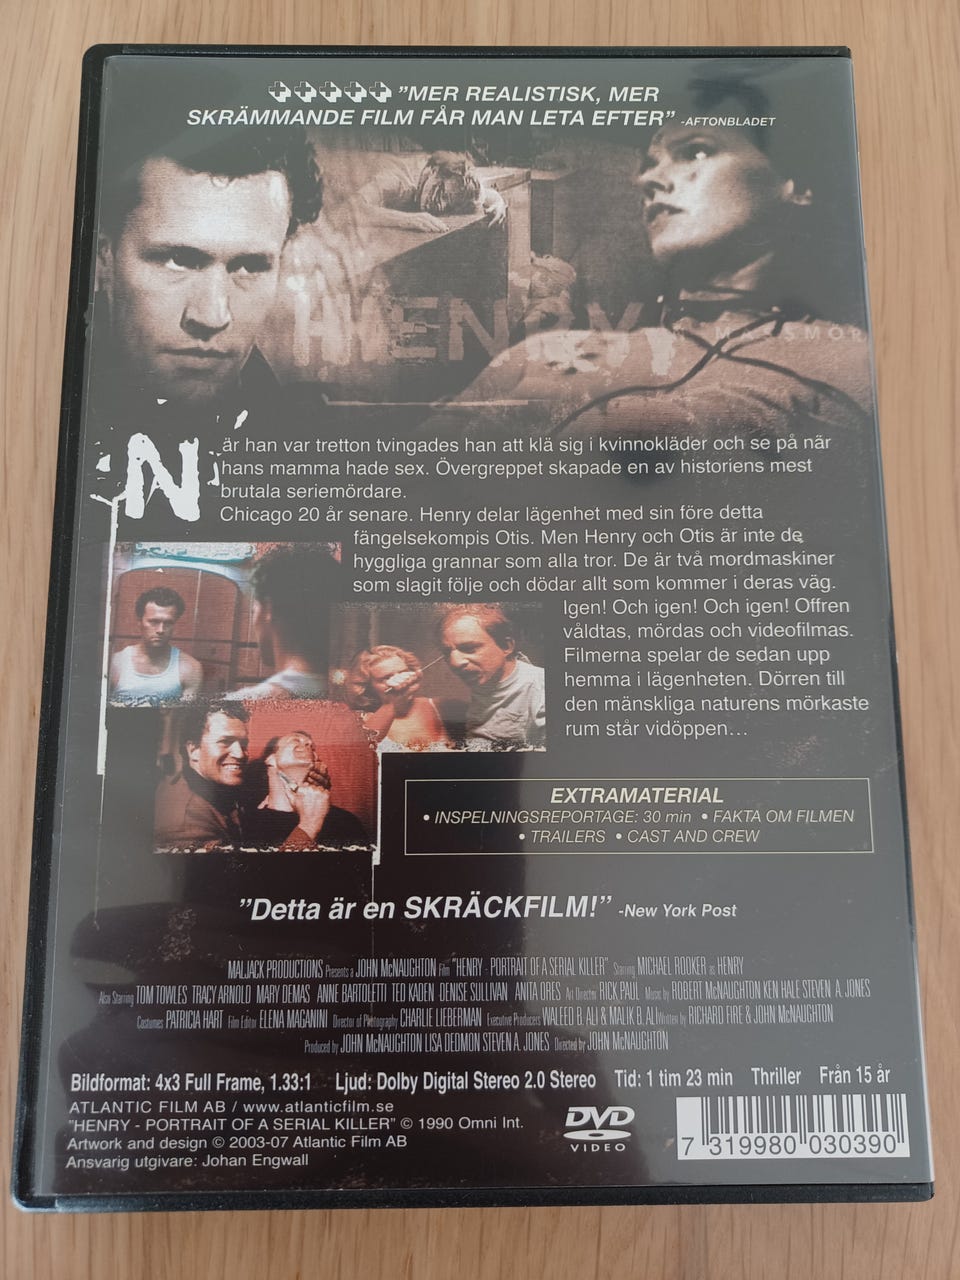 ”MER REALISTISK, MER
SKRÄMMANDE FILM FÅR MAN LETA EFTER” -AFTONBLADET
HENRY
MASSMÖR
När han var tretton tvingades han att klä sig i kvinnokläder och se på när
hans mamma hade sex. Övergreppet skapade en av historiens mest
brutala seriemördare.
Chicago 20 år senare. Henry delar lägenhet med sin före detta
fängelsekompis Otis. Men Henry och Otis är inte de
hyggliga grannar som alla tror. De är två mordmaskiner
som slagit följe och dödar allt som kommer i deras väg.
Igen! Och igen! Och igen! Offren
våldtas, mördas och videofilmas.
Filmerna spelar de sedan upp
hemma i lägenheten. Dörren till
den mänskliga naturens mörkaste
rum står vidöppen...
EXTRAMATERIAL
• INSPELNINGSREPORTAGE: 30 min • FAKTA OM FILMEN
• TRAILERS • CAST AND CREW
”Detta är en SKRÄCKFILM!” -New York Post
MALJACK PRODUCTIONS Presents a JOHN McNAUGHTON Film "HENRY - PORTRAIT OF A SERIAL KILLER" Starring MICHAEL ROOKER as HENRY
Also Starring TOM TOWLES TRACY ARNOLD MARY DEMAS ANNE BARTOLETTI TED KADEN DENISE SULLIVAN ANITA ORES Art Director RICK PAUL Music by ROBERT McNAUGHTON KEN HALE STEVEN A. JONES
Costumes PATRICIA HART Film Editor ELENA MAGANINI Director of Photography CHARLIE LIEBERMAN Executive Producers WALEED B. ALI & MALIK B. ALI Written by RICHARD FIRE & JOHN McNAUGHTON
Produced by JOHN McNAUGHTON LISA DEDMON STEVEN A. JONES Directed by JOHN McNAUGHTON
Bildformat: 4x3 Full Frame, 1.33:1 Ljud: Dolby Digital Stereo 2.0 Stereo Tid: 1 tim 23 min Thriller Från 15 år
ATLANTIC FILM AB / www.atlanticfilm.se
"HENRY - PORTRAIT OF A SERIAL KILLER" © 1990 Omni Int.
Artwork and design © 2003-07 Atlantic Film AB
Ansvarig utgivare: Johan Engwall
DVD
VIDEO
7 319980 030390